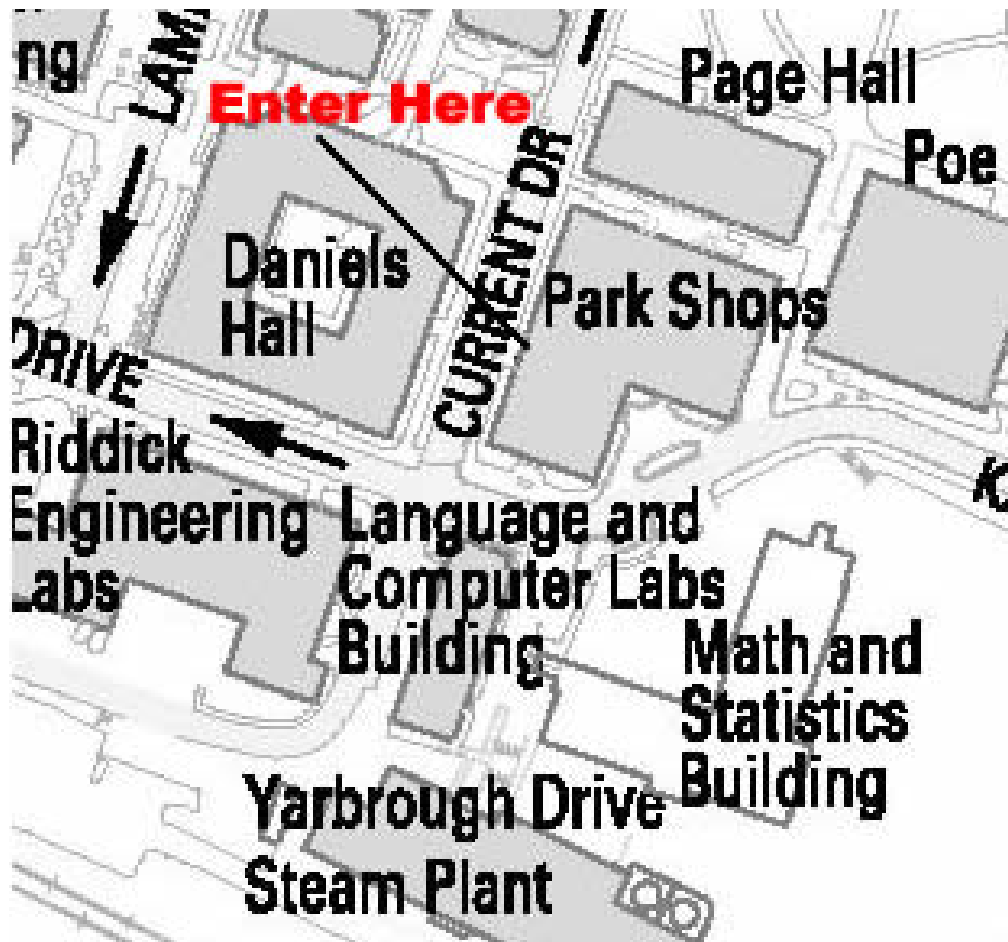 ng
LAM
Enter Here
Page Hall
Poe
CURRENT DR
Daniels
Hall
Park Shops
DRIVE
Riddick
Engineering
Labs
Language and
Computer Labs
Building
Math and
Statistics
Building
Yarbrough Drive
Steam Plant